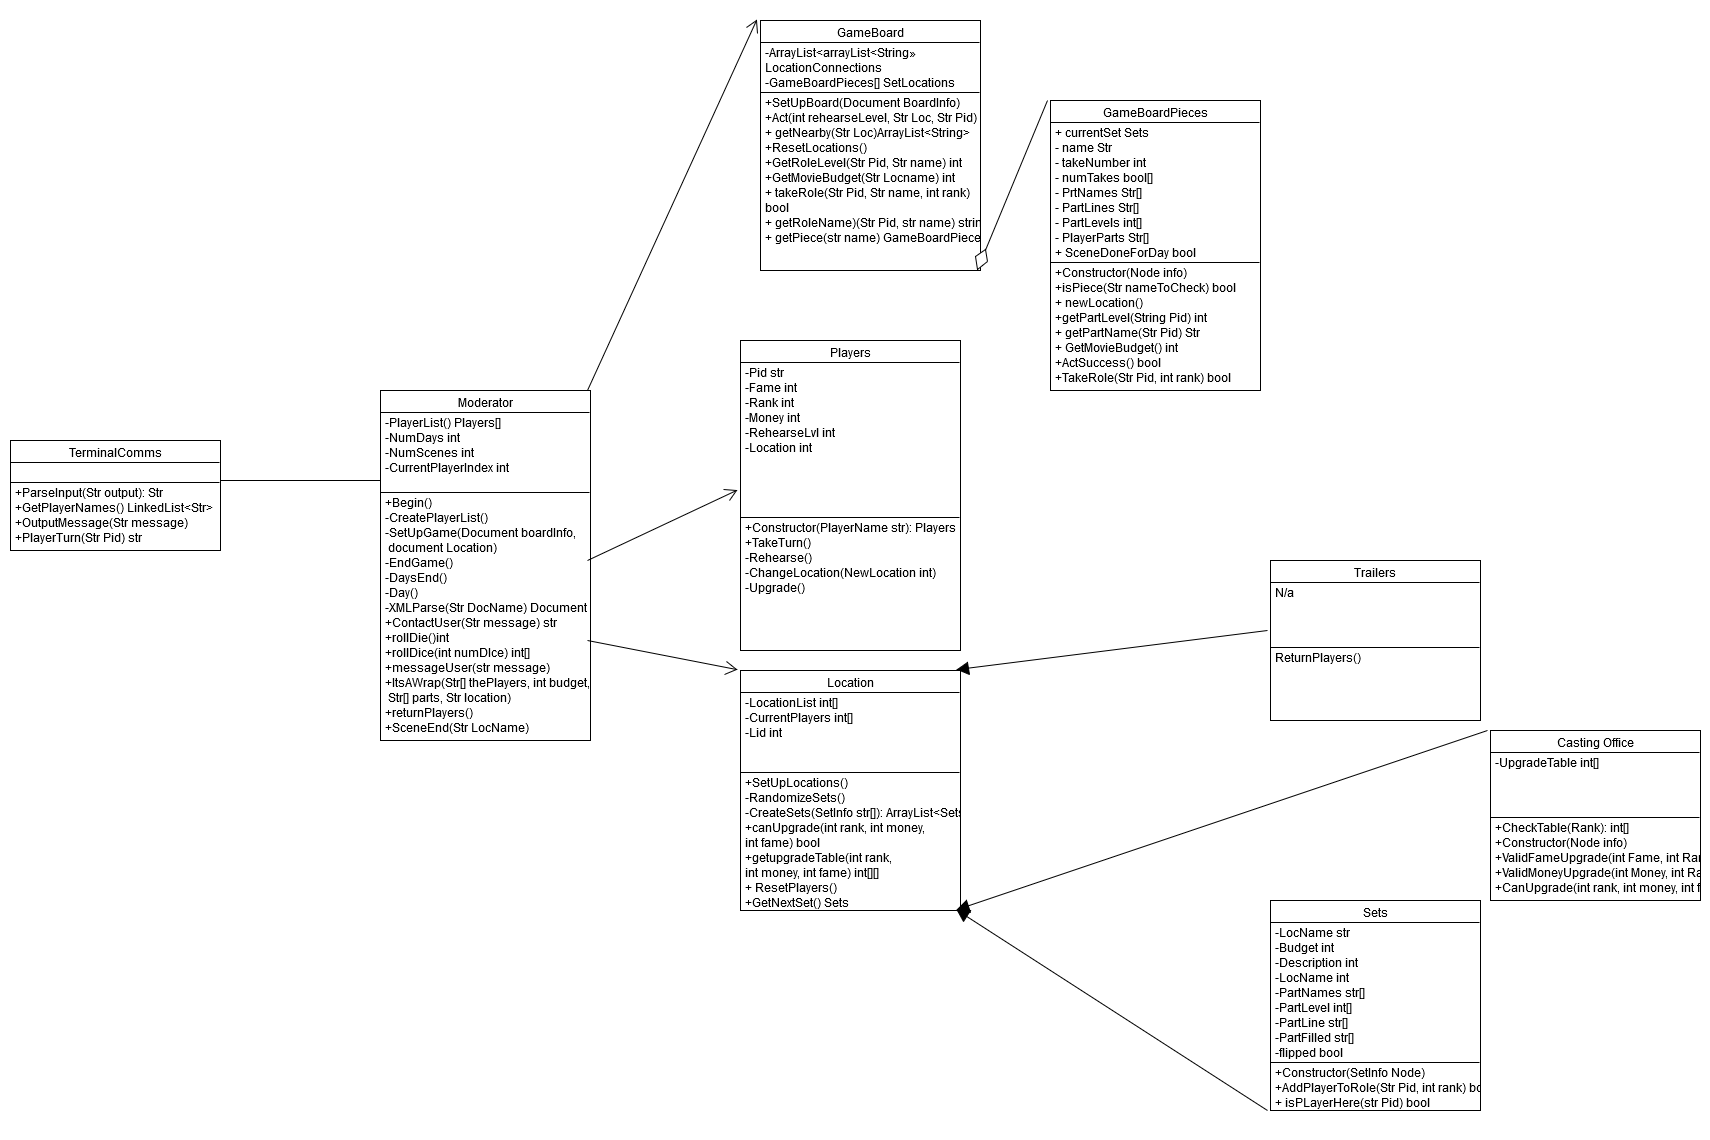 GameBoard
-ArrayList<arrayList<String»
LocationConnections
-GameBoardPieces[] SetLocations
+SetUpBoard(Document BoardInfo)
+Act(int rehearseLevel, Str Loc, Str Pid)
+ getNearby(Str Loc)ArrayList<String>
+ResetLocations()
+GetRoleLevel(Str Pid, Str name) int
+GetMovieBudget(Str Locname) int
+ takeRole(Str Pid, Str name, int rank)
bool
+ getRoleName)(Str Pid, str name) strin
+ getPiece(str name) GameBoardPiece
GameBoardPieces
+ currentSet Sets
- name Str
- takeNumber int
- numTakes bool[]
- PrtNames Str[]
- PartLines Str[]
- PartLevels int[]
- PlayerParts Str[]
+ SceneDoneForDay bool
+Constructor(Node info)
+isPiece(Str nameToCheck) bool
+ newLocation()
+getPartLevel(String Pid) int
+ getPartName(Str Pid) Str
+ GetMovieBudget() int
+ActSuccess() bool
+TakeRole(Str Pid, int rank) bool
Players
-Pid str
-Fame int
-Rank int
-Money int
-RehearseLvl int
-Location int
+Constructor(PlayerName str): Players
+TakeTurn()
-Rehearse()
-ChangeLocation(NewLocation int)
-Upgrade()
Moderator
-PlayerList() Players[]
-NumDays int
-NumScenes int
-CurrentPlayerIndex int
+Begin()
-CreatePlayerList()
-SetUpGame(Document boardInfo,
document Location)
-EndGame()
-DaysEnd()
-Day()
-XMLParse(Str DocName) Document
+ContactUser(Str message) str
+rollDie()int
+rollDice(int numDIce) int[]
+messageUser(str message)
+ItsAWrap(Str[] thePlayers, int budget,
Str[] parts, Str location)
+returnPlayers()
+SceneEnd(Str LocName)
TerminalComms
+ParseInput(Str output): Str
+GetPlayerNames() LinkedList<Str>
+OutputMessage(Str message)
+PlayerTurn(Str Pid) str
Trailers
N/a
ReturnPlayers()
Location
-LocationList int[]
-CurrentPlayers int[]
-Lid int
+SetUpLocations()
-RandomizeSets()
-CreateSets(SetInfo str[]): ArrayList<Sets
+canUpgrade(int rank, int money,
int fame) bool
+getupgradeTable(int rank,
int money, int fame) int[][]
+ ResetPlayers()
+GetNextSet() Sets
Casting Office
-UpgradeTable int[]
+CheckTable(Rank): int[]
+Constructor(Node info)
+ValidFameUpgrade(int Fame, int Ra
+ValidMoneyUpgrade(int Money, int Ra
+CanUpgrade(int rank, int money, int f
Sets
-LocName str
-Budget int
-Description int
-LocName int
-PartNames str[]
-PartLevel int[]
-PartLine str[]
-PartFilled str[]
-flipped bool
+Constructor(SetInfo Node)
+AddPlayerToRole(Str Pid, int rank) bo
+ isPLayerHere(str Pid) bool